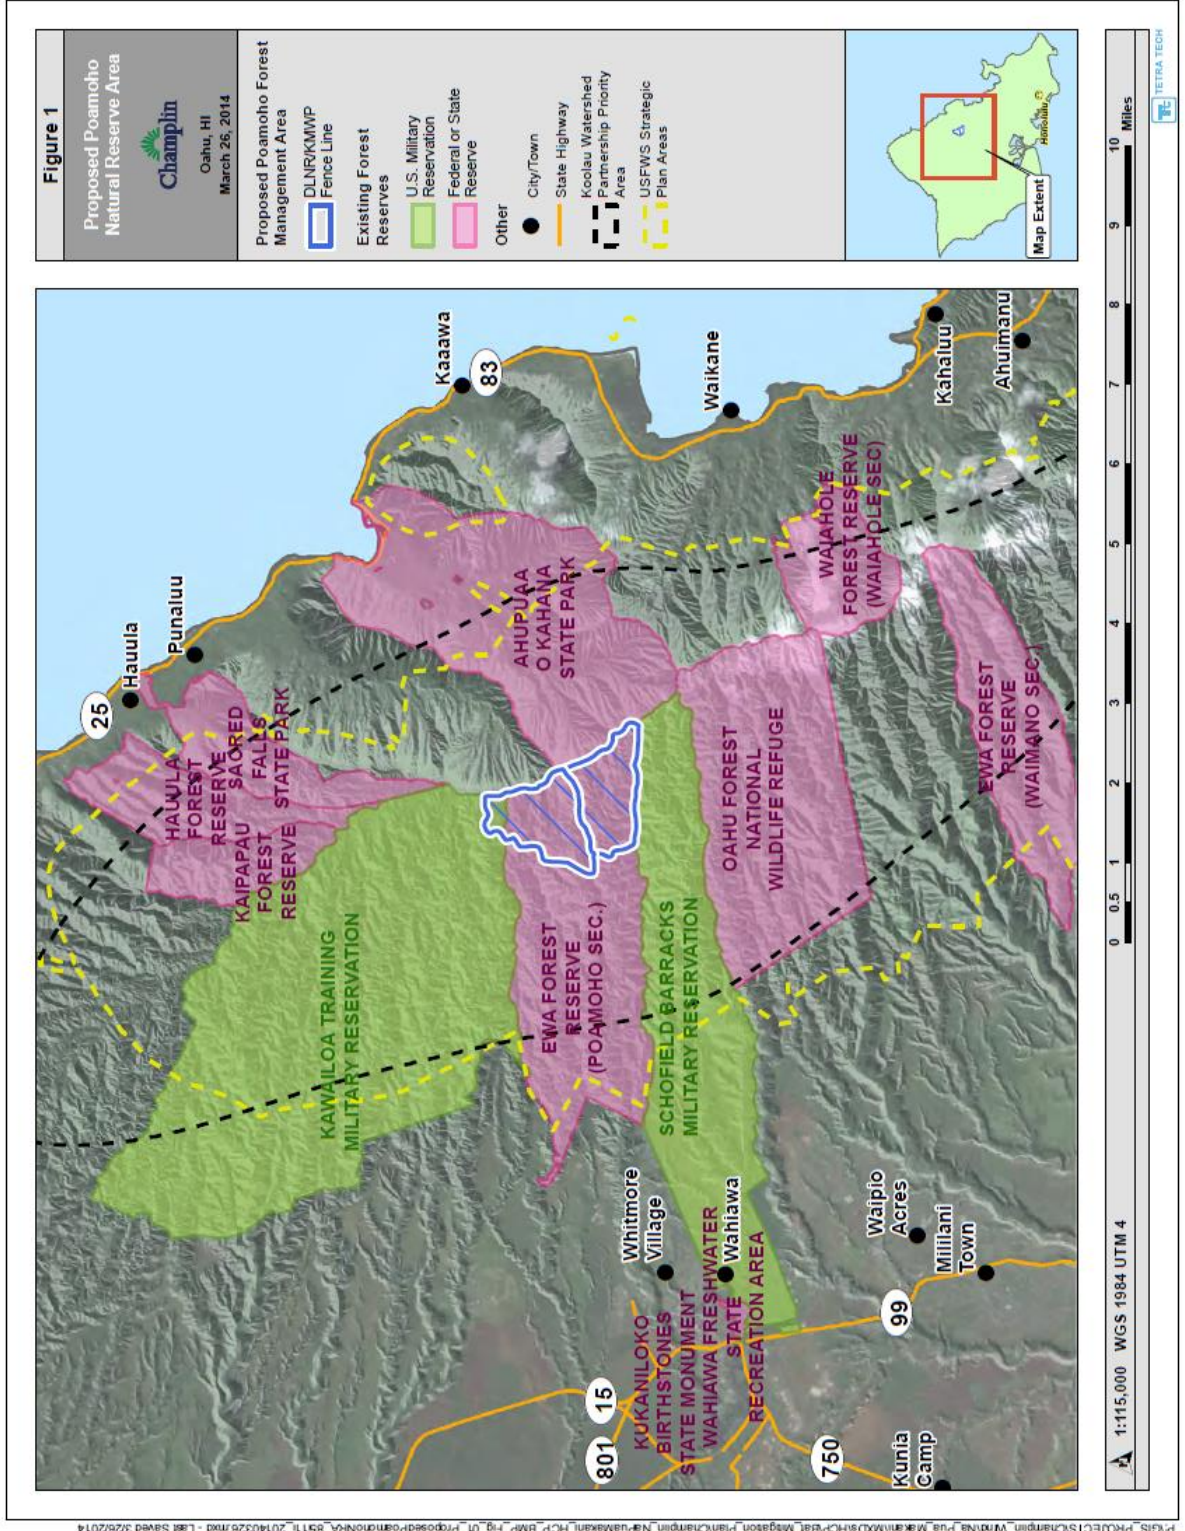 Figure 1
Proposed Poamoho
Natural Reserve Area
Champlin
Oahu, HI
March 26, 2014
Proposed Poamoho Forest
Management Area
DLNR/KMWP
Fence Line
Existing Forest
Reserves
U.S. Military
Reservation
Federal or State
Reserve
Other
City/Town
State Highway
Koolau Watershed
Partnership Priority
Area
USFWS Strategic
Plan Areas
Honolulu
Map Extent
25
Hauula
Punaluu
Kaaawa
83
Waikane
Kahaluu
Ahuimanu
HAUULA
FOREST
RESERVE
SACRED
FALLS
STATE PARK
KAIPAPAU
FOREST
RESERVE
AHUPUAA
O KAHANA
STATE PARK
WAIAHOLE
FOREST RESERVE
(WAIAHOLE SEC)
KAWAILOA TRAINING
MILITARY RESERVATION
EWA FOREST
RESERVE
(POAMOHO SEC.)
SCHOFIELD BARRACKS
MILITARY RESERVATION
OAHU FOREST
NATIONAL
WILDLIFE REFUGE
EWA FOREST
RESERVE
(WAIMANO SEC.)
Whitmore
Village
Wahiawa
Waipio
Acres
Mililani
Town
99
15
801
KUKANILOKO
BIRTHSTONES
STATE MONUMENT
WAHIAWA FRESHWATER
STATE
RECREATION AREA
750
Kunia
Camp
1:115,000 WGS 1984 UTM 4
0 0.5 1 2 3 4 5 6 7 8 9 10
Miles
TETRA TECH